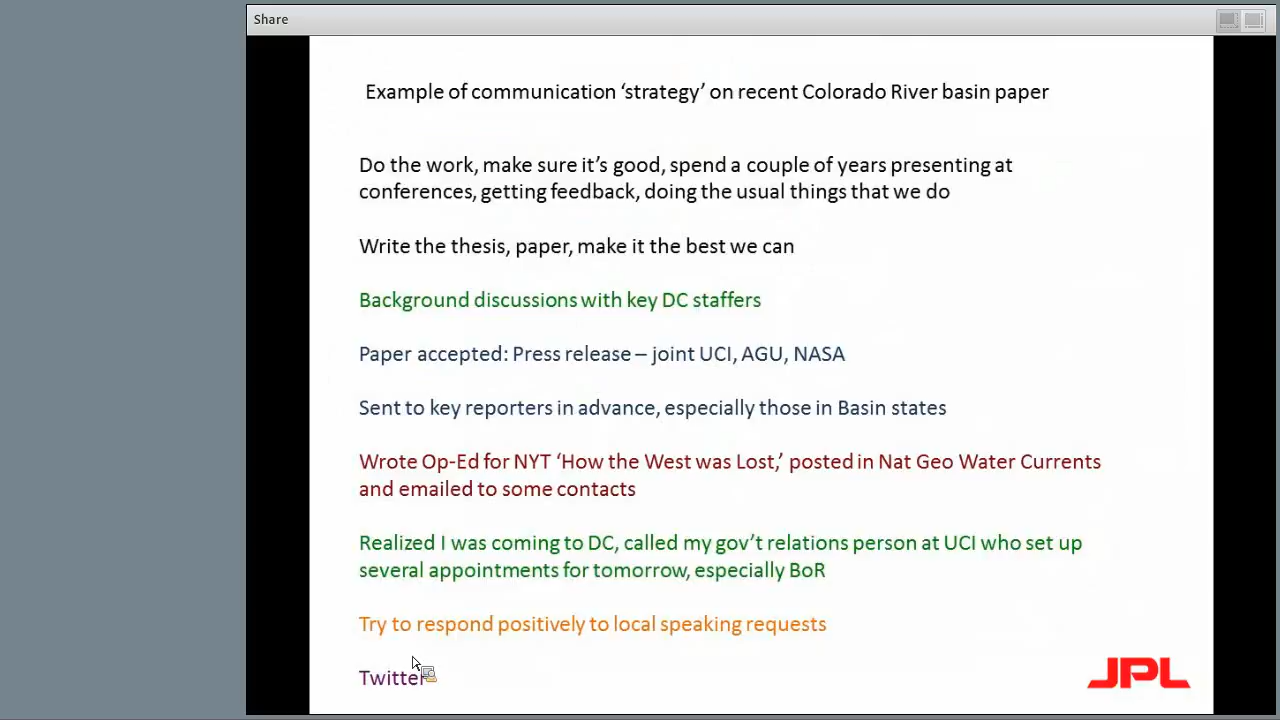 Share
Example of communication ‘strategy’ on recent Colorado River basin paper
Do the work, make sure it’s good, spend a couple of years presenting at
conferences, getting feedback, doing the usual things that we do
Write the thesis, paper, make it the best we can
Background discussions with key DC staffers
Paper accepted: Press release – joint UCI, AGU, NASA
Sent to key reporters in advance, especially those in Basin states
Wrote Op-Ed for NYT ‘How the West was Lost,’ posted in Nat Geo Water Currents
and emailed to some contacts
Realized I was coming to DC, called my gov’t relations person at UCI who set up
several appointments for tomorrow, especially BoR
Try to respond positively to local speaking requests
Twitter
JPL